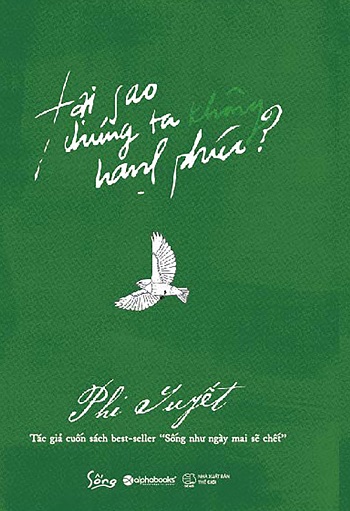 tại sao
chúng ta không
hạnh phúc?
Phi Tuyết
Tác giả cuốn sách best-seller "Sống như ngày mai sẽ chết"
Sống
alphabooks
NHÀ XUẤT BẢN
THẾ GIỚI